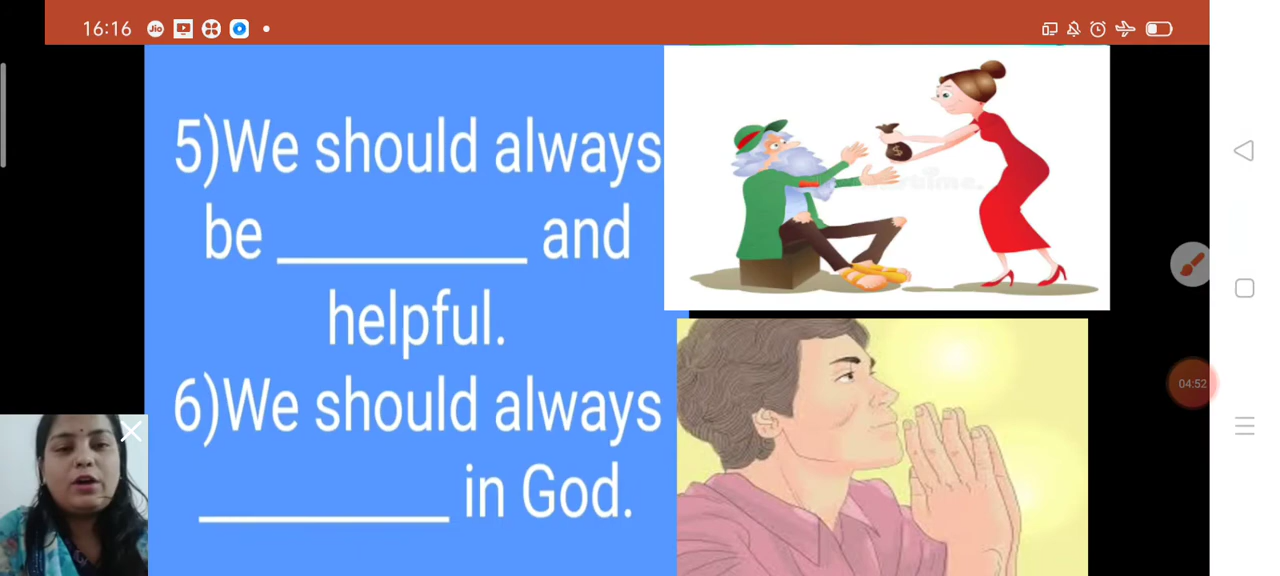 16:16
Jio
5)We should always
be __________ and
helpful.
6)We should always
__________ in God.
$
04:52